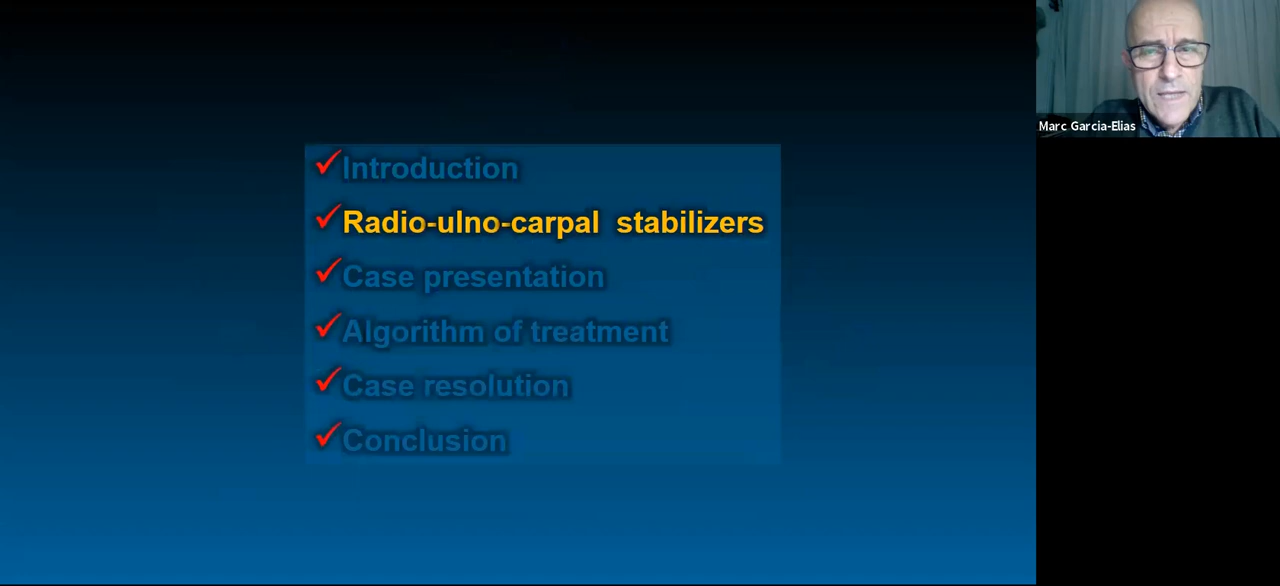 Introduction
Radio-ulno-carpal stabilizers
Case presentation
Algorithm of treatment
Case resolution
Conclusion
Marc Garcia-Elias